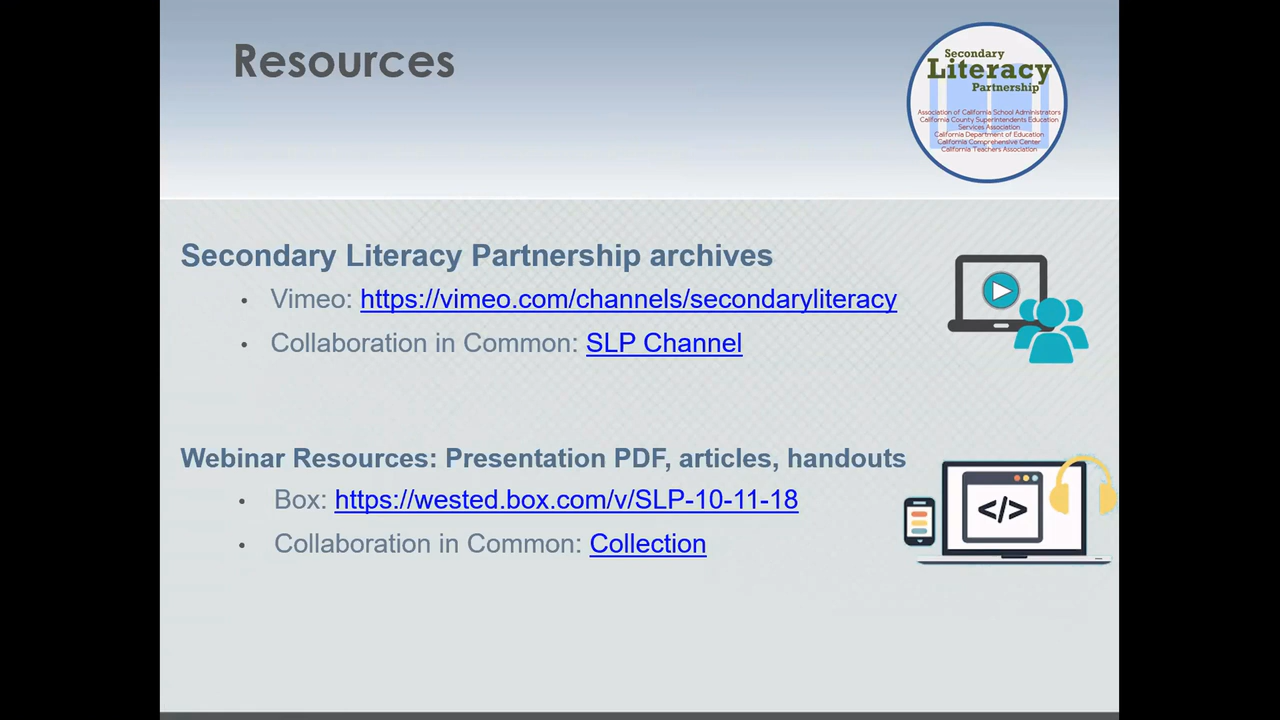 Resources
Secondary
Literacy
Partnership
Association of California School Administrators
California County Superintendents Education
Services Association
California Department of Education
California Comprehensive Center
California Teachers Association
Secondary Literacy Partnership archives
• Vimeo: https://vimeo.com/channels/secondaryliteracy
• Collaboration in Common: SLP Channel
Webinar Resources: Presentation PDF, articles, handouts
• Box: https://wested.box.com/v/SLP-10-11-18
</>
• Collaboration in Common: Collection